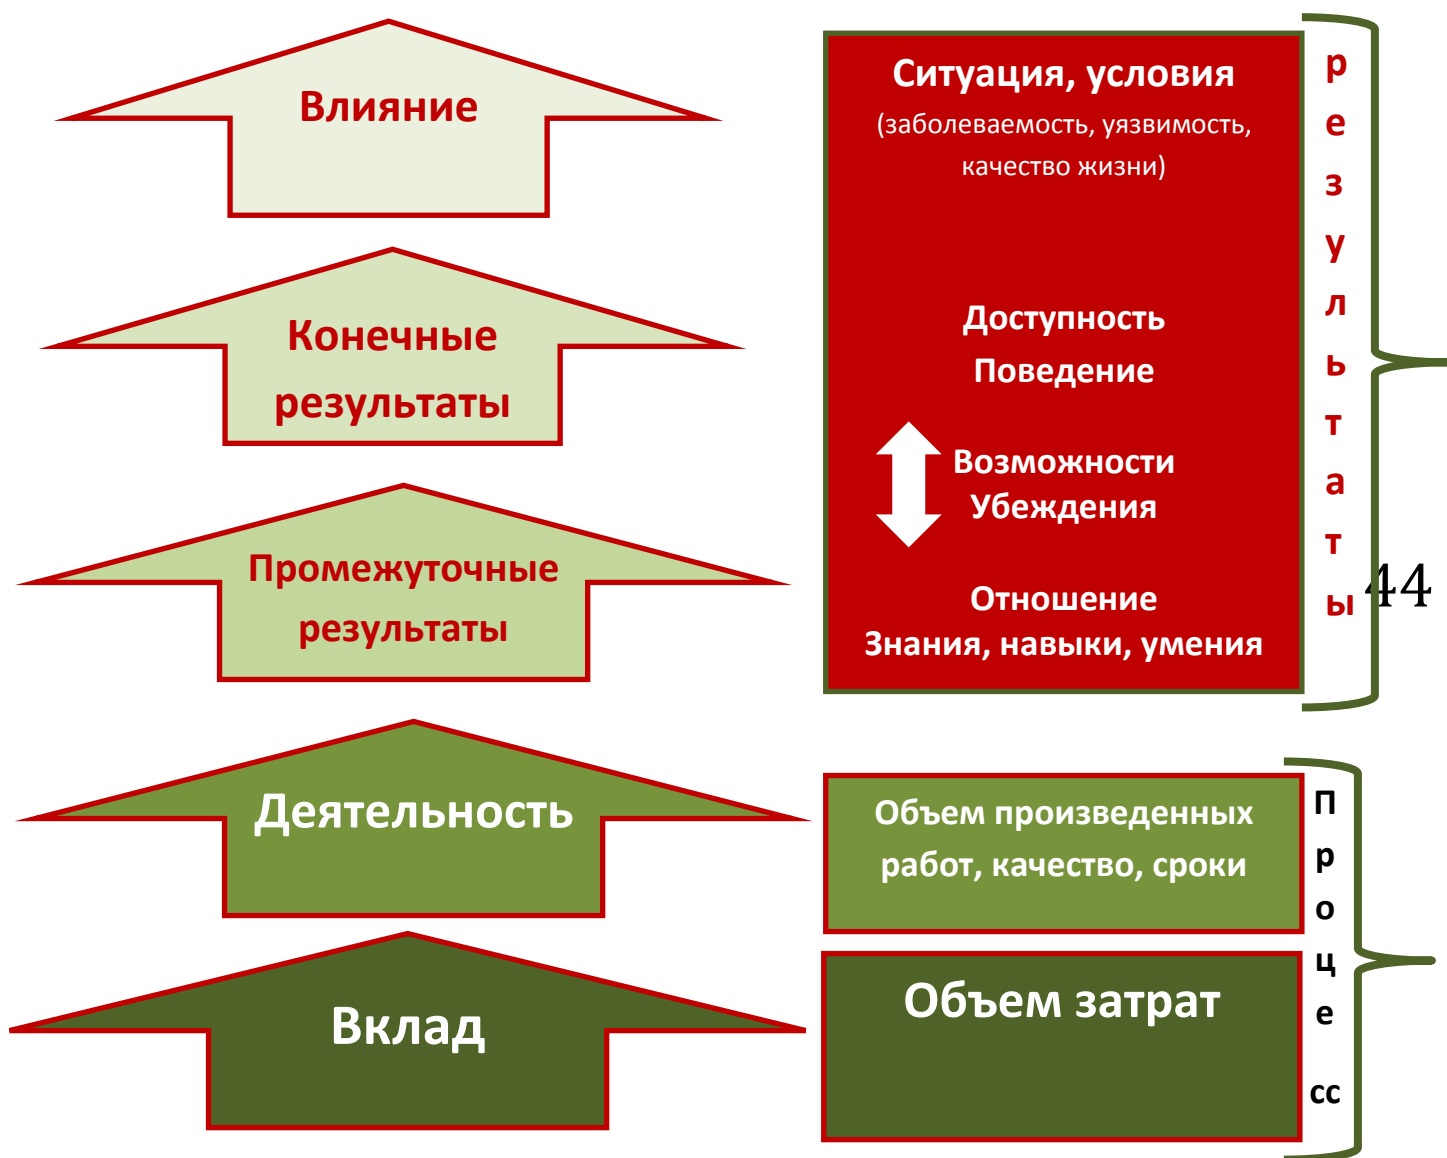 Влияние
Конечные
результаты
Промежуточные
результаты
Деятельность
Вклад
Ситуация, условия
(заболеваемость, уязвимость,
качество жизни)
Доступность
Поведение
Возможности
Убеждения
Отношение
Знания, навыки, умения
Объем произведенных
работ, качество, сроки
Объем затрат
р
е
з
у
л
ь
т
а
т
ы
44
П
р
о
ц
е
сс